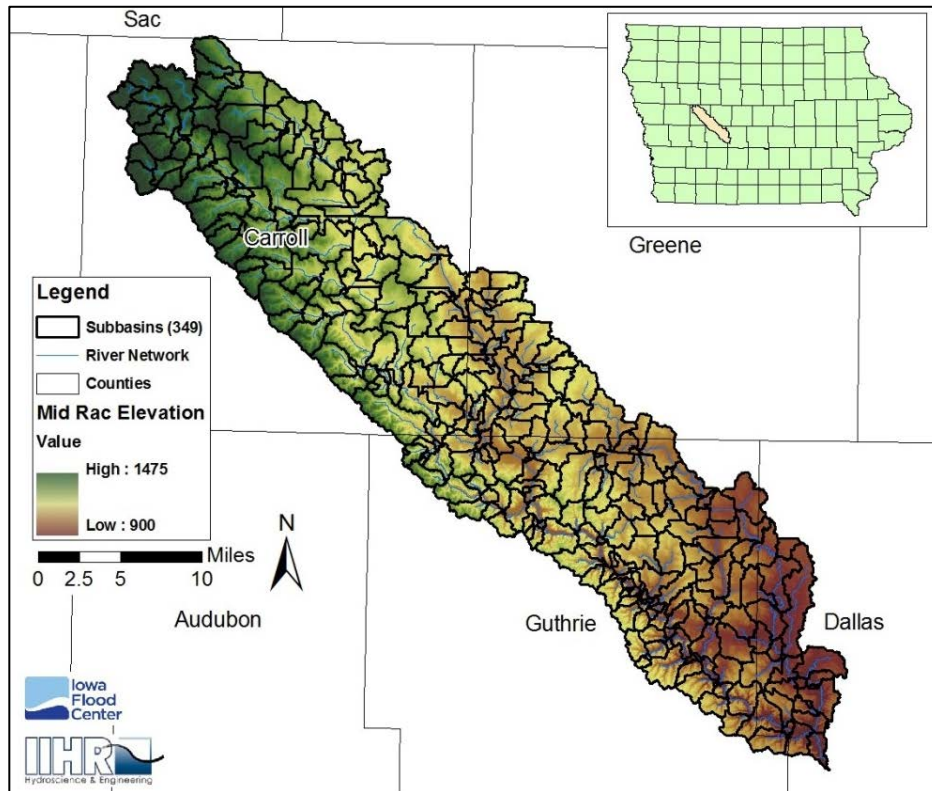 Sac
Carroll
Greene
Legend
Subbasins (349)
River Network
Counties
Mid Rac Elevation
Value
High : 1475
Low : 900
Miles
0 2.5 5 10
N
Audubon
Guthrie
Dallas
Iowa
Flood
Center
IIHR
Hydroscience & Engineering